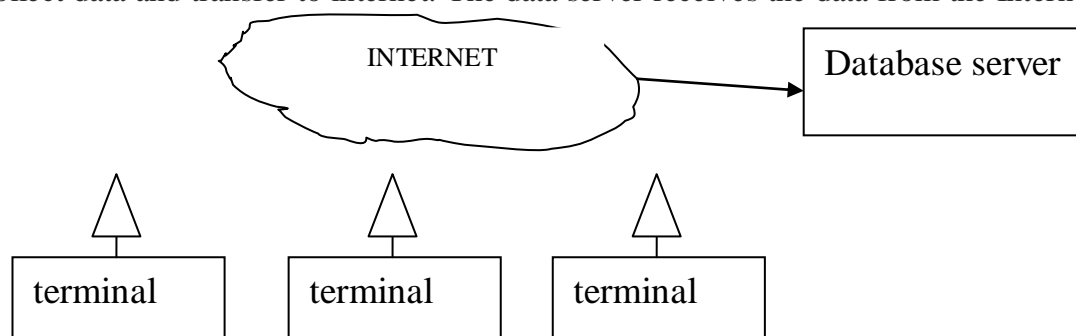 collect data and transfer to Internet. The data server receives the data from the Intern
INTERNET
Database server
terminal
terminal
terminal